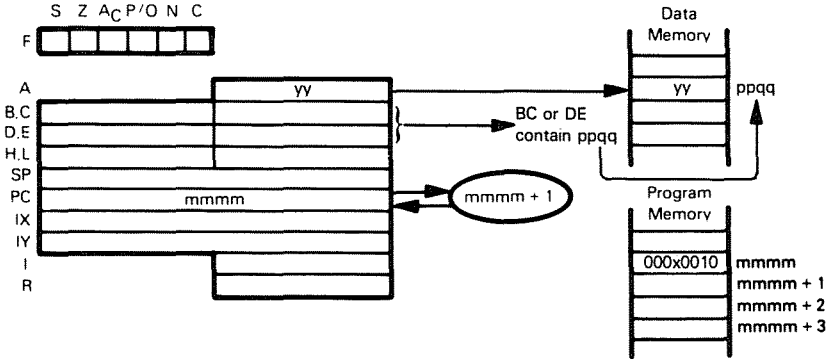 S Z AC P/O N C
F
A yy
B,C
D,E
H,L
SP
PC mmmm
IX
IY
I
R
BC or DE
contain ppqq
mmmm + 1
Data
Memory
yy ppqq
Program
Memory
000x0010 mmmm
mmmm + 1
mmmm + 2
mmmm + 3